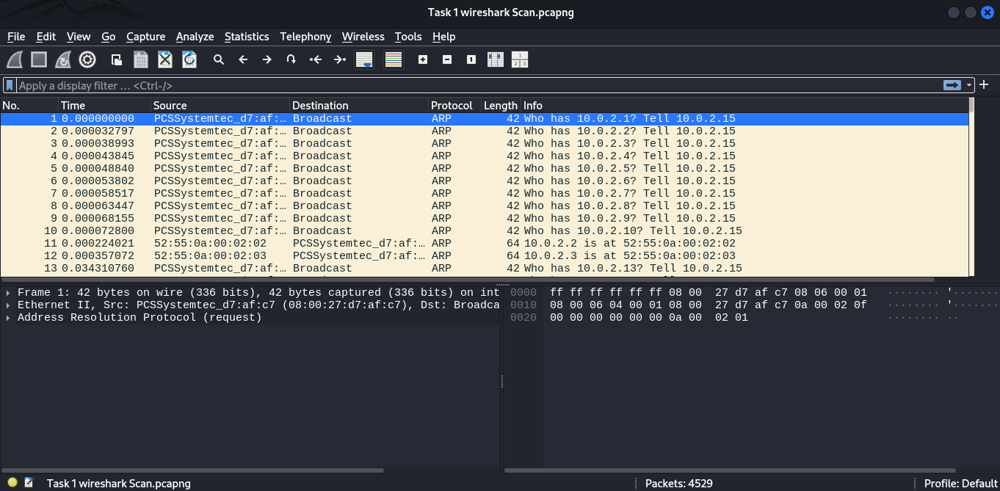 Task 1 wireshark Scan.pcapng
File Edit View Go Capture Analyze Statistics Telephony Wireless Tools Help
Apply a display filter … <Ctrl-/>
No. Time Source Destination Protocol Length Info
1 0.000000000 PCSSystemtec_d7:af:… Broadcast ARP 42 Who has 10.0.2.1? Tell 10.0.2.15
2 0.000032797 PCSSystemtec_d7:af:… Broadcast ARP 42 Who has 10.0.2.2? Tell 10.0.2.15
3 0.000038993 PCSSystemtec_d7:af:… Broadcast ARP 42 Who has 10.0.2.3? Tell 10.0.2.15
4 0.000043845 PCSSystemtec_d7:af:… Broadcast ARP 42 Who has 10.0.2.4? Tell 10.0.2.15
5 0.000048840 PCSSystemtec_d7:af:… Broadcast ARP 42 Who has 10.0.2.5? Tell 10.0.2.15
6 0.000053802 PCSSystemtec_d7:af:… Broadcast ARP 42 Who has 10.0.2.6? Tell 10.0.2.15
7 0.000058517 PCSSystemtec_d7:af:… Broadcast ARP 42 Who has 10.0.2.7? Tell 10.0.2.15
8 0.000063447 PCSSystemtec_d7:af:… Broadcast ARP 42 Who has 10.0.2.8? Tell 10.0.2.15
9 0.000068155 PCSSystemtec_d7:af:… Broadcast ARP 42 Who has 10.0.2.9? Tell 10.0.2.15
10 0.000072800 PCSSystemtec_d7:af:… Broadcast ARP 42 Who has 10.0.2.10? Tell 10.0.2.15
11 0.000224021 52:55:0a:00:02:02 PCSSystemtec_d7:af:… ARP 64 10.0.2.2 is at 52:55:0a:00:02:02
12 0.000357072 52:55:0a:00:02:03 PCSSystemtec_d7:af:… ARP 64 10.0.2.3 is at 52:55:0a:00:02:03
13 0.034310760 PCSSystemtec_d7:af:… Broadcast ARP 42 Who has 10.0.2.13? Tell 10.0.2.15
Frame 1: 42 bytes on wire (336 bits), 42 bytes captured (336 bits) on int
Ethernet II, Src: PCSSystemtec_d7:af:c7 (08:00:27:d7:af:c7), Dst: Broadca
Address Resolution Protocol (request)
0000 ff ff ff ff ff ff 08 00 27 d7 af c7 08 06 00 01 ········ '·······
0010 08 00 06 04 00 01 08 00 27 d7 af c7 0a 00 02 0f ········ '·······
0020 00 00 00 00 00 00 0a 00 02 01 ········ ··
Task 1 wireshark Scan.pcapng Packets: 4529 Profile: Default